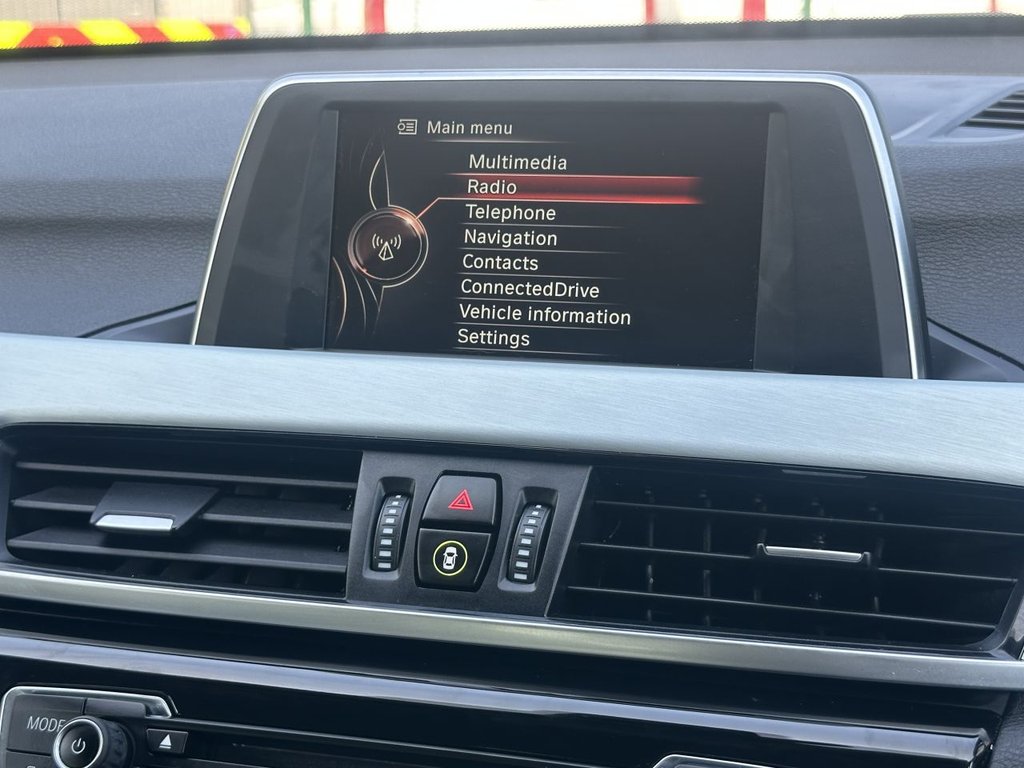 Main menu
Multimedia
Radio
Telephone
Navigation
Contacts
ConnectedDrive
Vehicle information
Settings
MODE